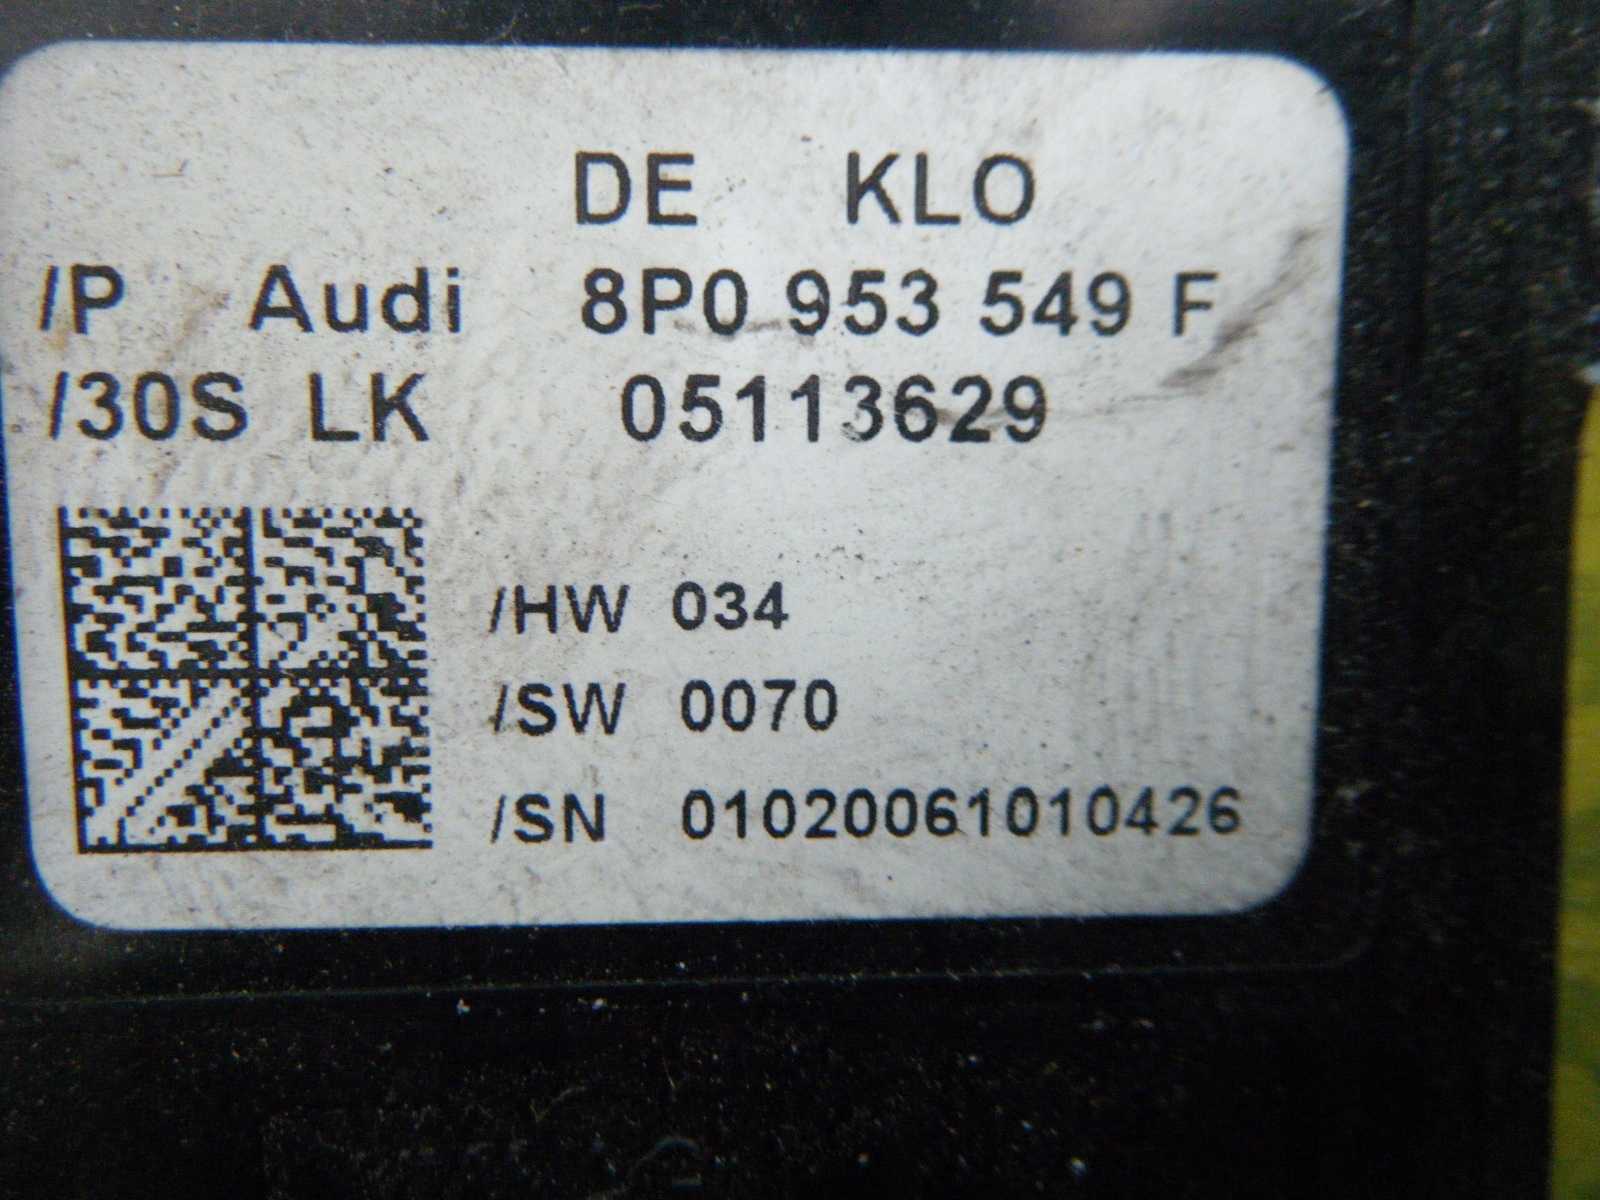 DE KLO
/P Audi 8P0 953 549 F
/30S LK 05113629
/HW 034
/SW 0070
/SN 01020061010426